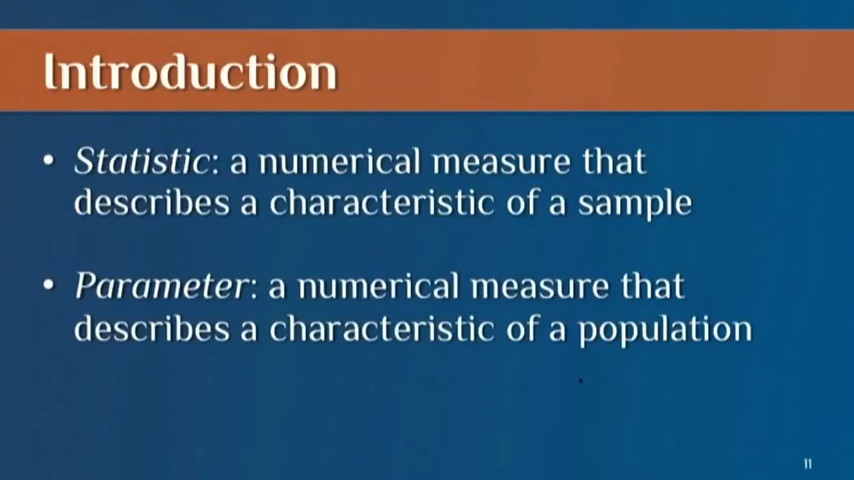 Introduction
• Statistic: a numerical measure that
describes a characteristic of a sample
• Parameter: a numerical measure that
describes a characteristic of a population
11